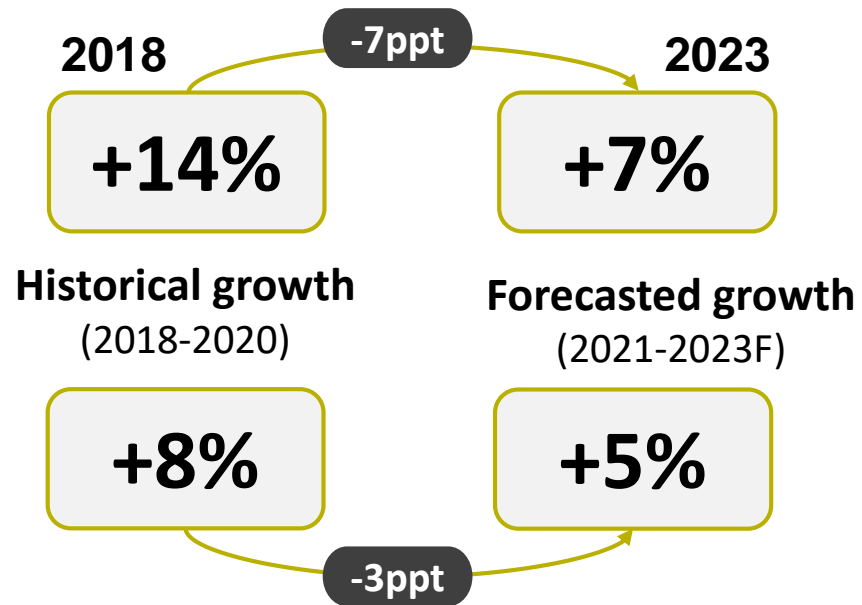 -7ppt
2018
2023
+14%
+7%
Historical growth
(2018-2020)
Forecasted growth
(2021-2023F)
+8%
+5%
-3ppt